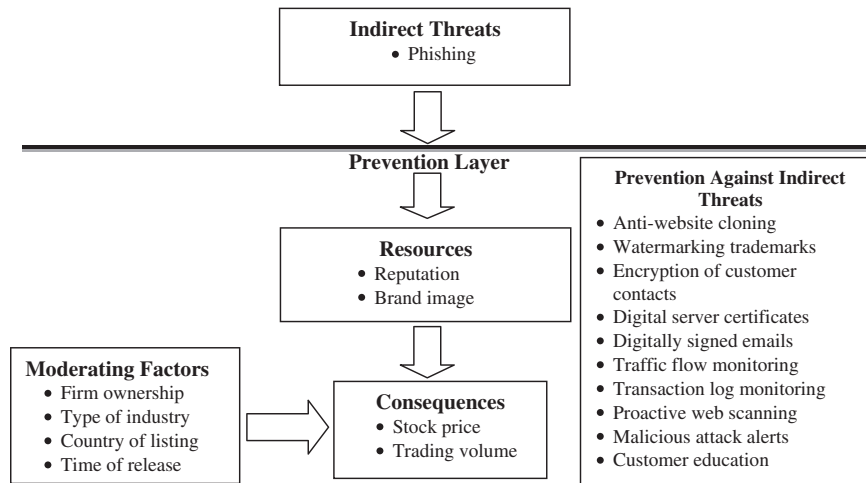 Indirect Threats
• Phishing
Prevention Layer
Resources
• Reputation
• Brand image
Moderating Factors
• Firm ownership
• Type of industry
• Country of listing
• Time of release
Consequences
• Stock price
• Trading volume
Prevention Against Indirect
Threats
• Anti-website cloning
• Watermarking trademarks
• Encryption of customer
contacts
• Digital server certificates
• Digitally signed emails
• Traffic flow monitoring
• Transaction log monitoring
• Proactive web scanning
• Malicious attack alerts
• Customer education